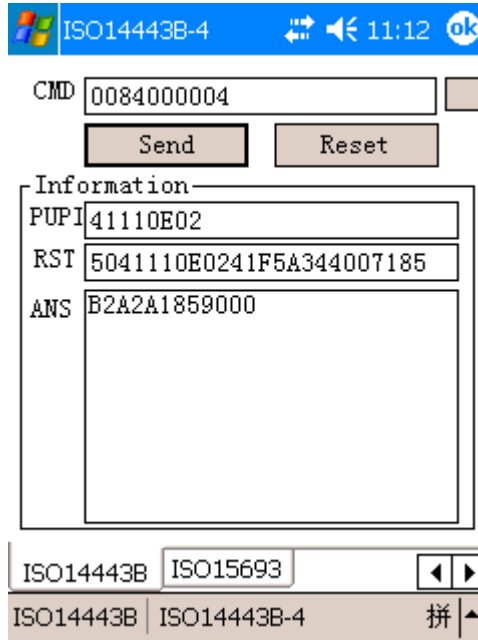 ISO14443B-4 11:12 ok
CMD 0084000004
Send Reset
Information
PUPI 41110E02
RST 5041110E0241F5A344007185
ANS B2A2A1859000
ISO14443B ISO15693
ISO14443B ISO14443B-4 拼